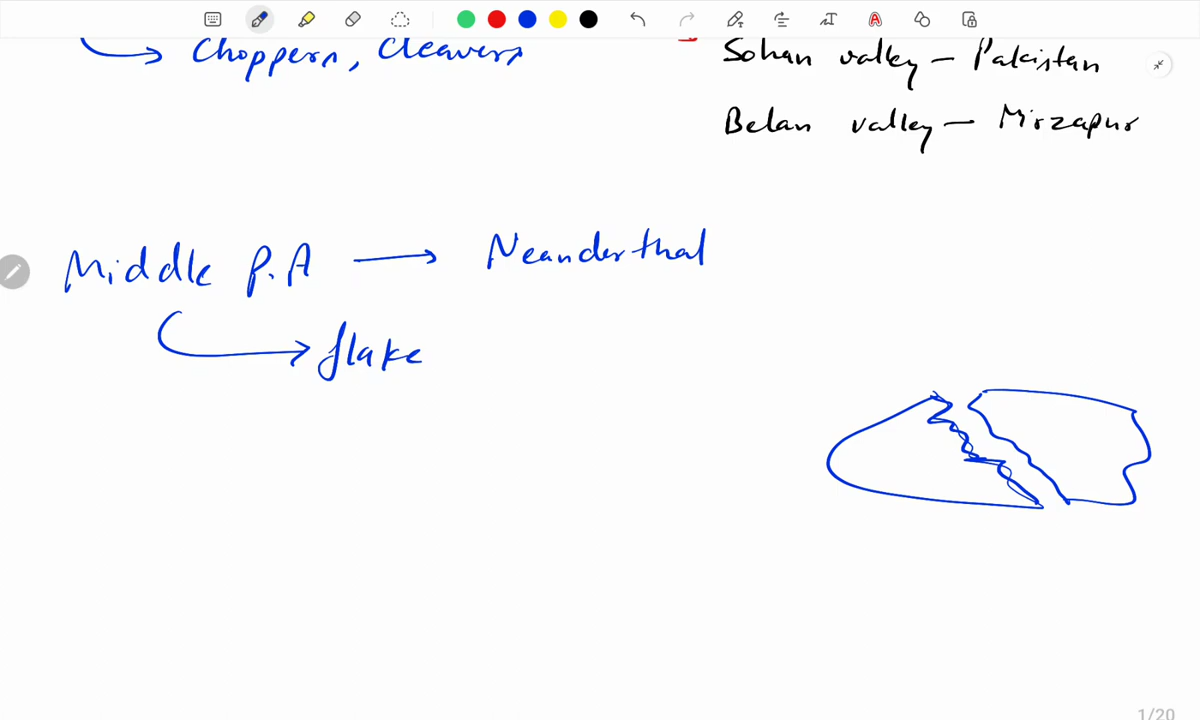 Choppers, Cleavers
Sohan valley – Pakistan
Belan valley – Mirzapur
Middle P.A → Neanderthal
flake
1/20